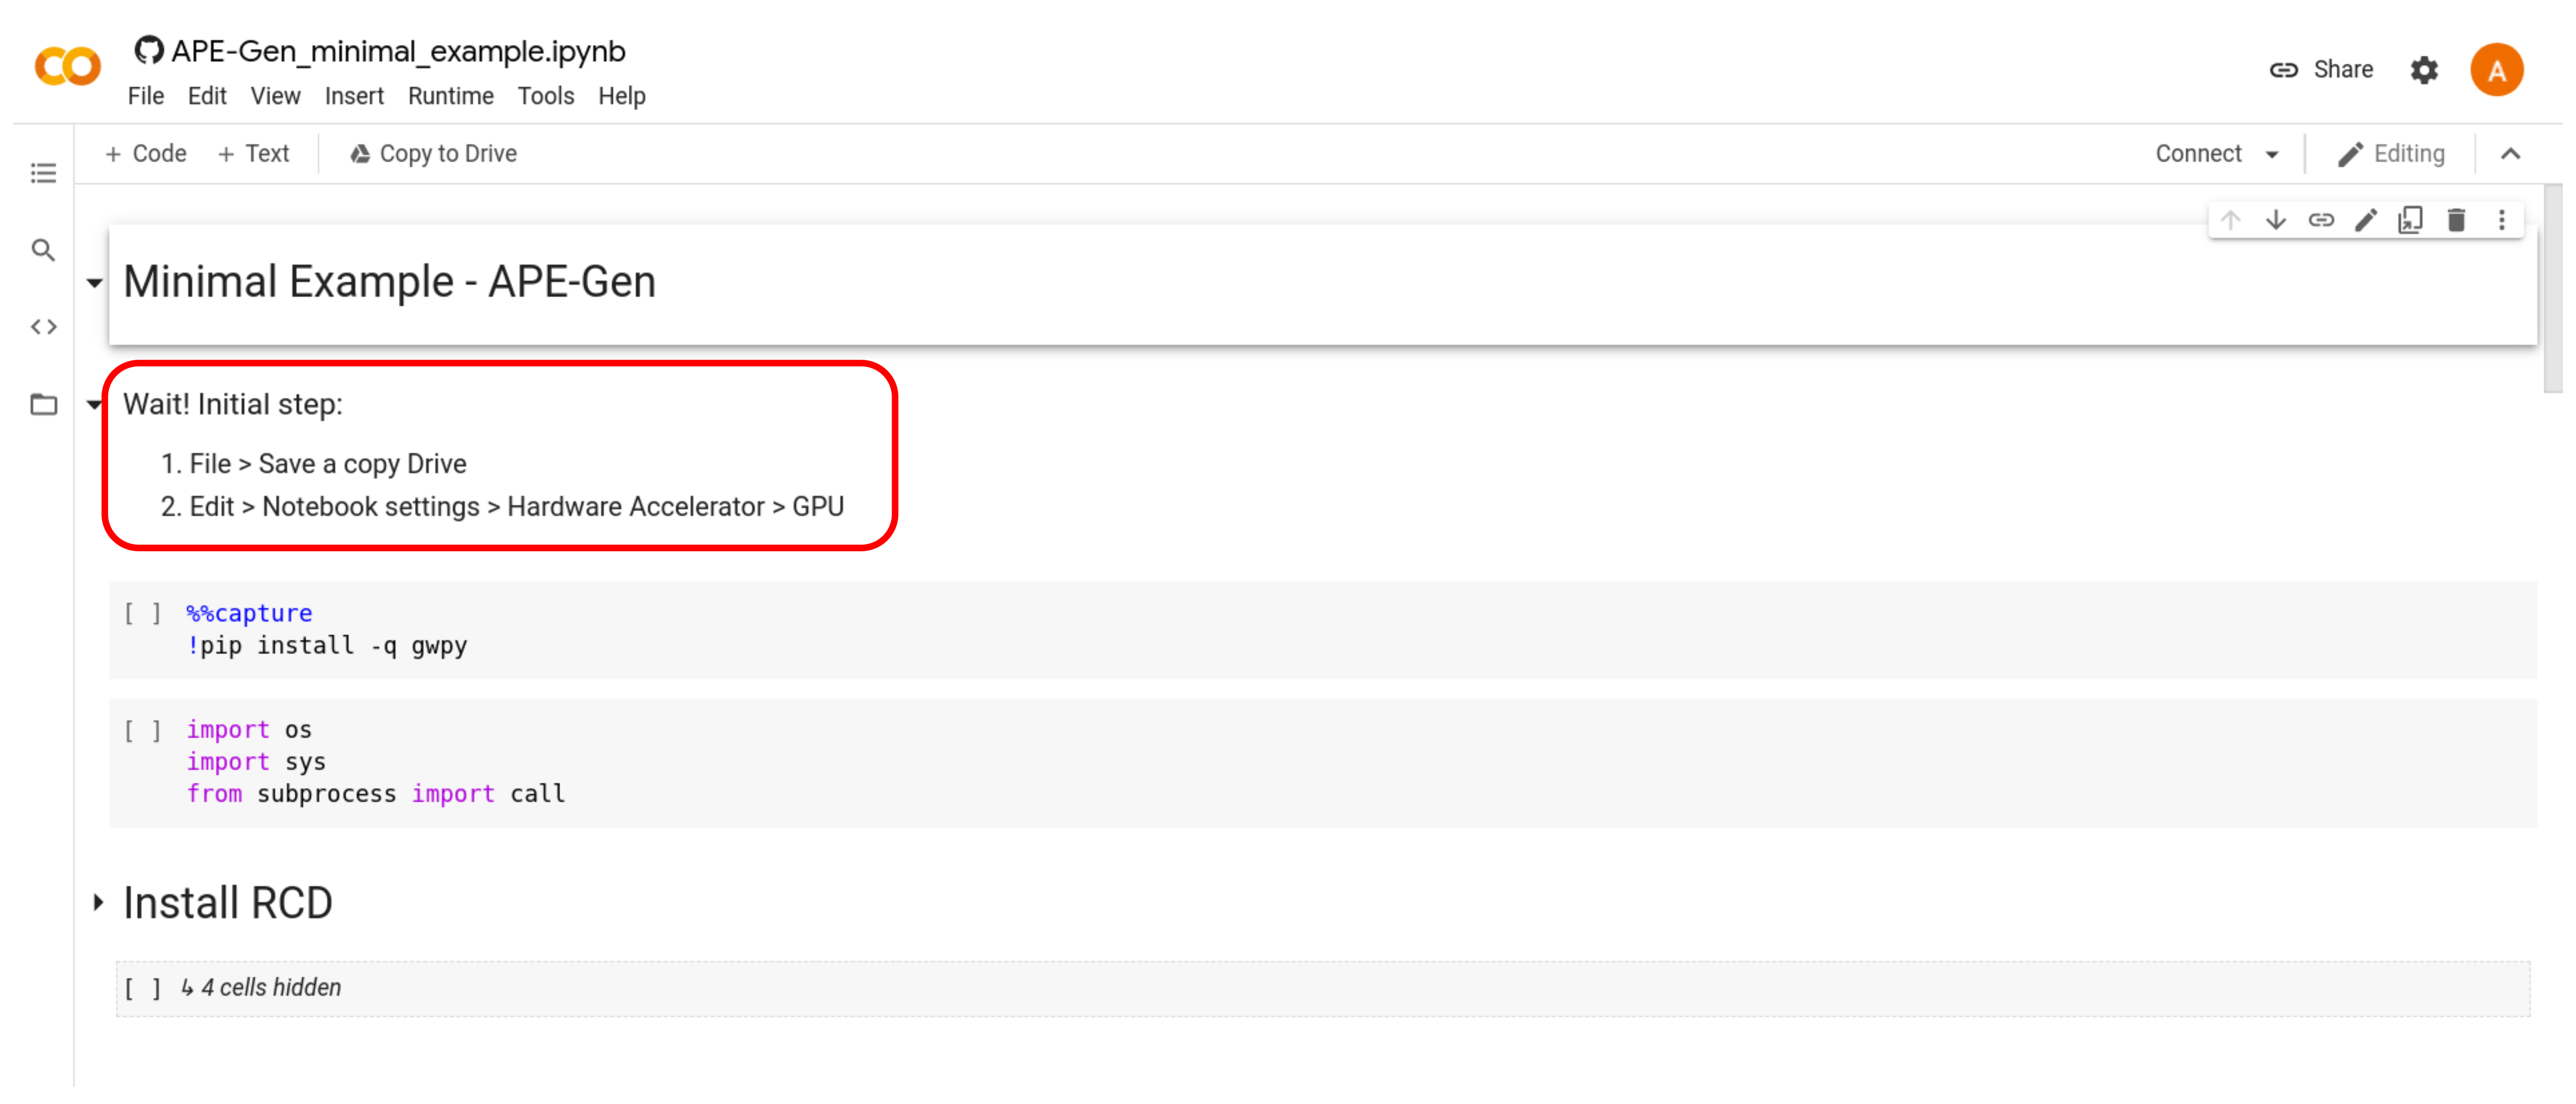 APE-Gen_minimal_example.ipynb
File Edit View Insert Runtime Tools Help
Share
A
+ Code + Text Copy to Drive
Connect Editing
Minimal Example - APE-Gen
Wait! Initial step:
1. File > Save a copy Drive
2. Edit > Notebook settings > Hardware Accelerator > GPU
[ ] %%capture
!pip install -q gwpy
[ ] import os
import sys
from subprocess import call
Install RCD
[ ] ↳ 4 cells hidden